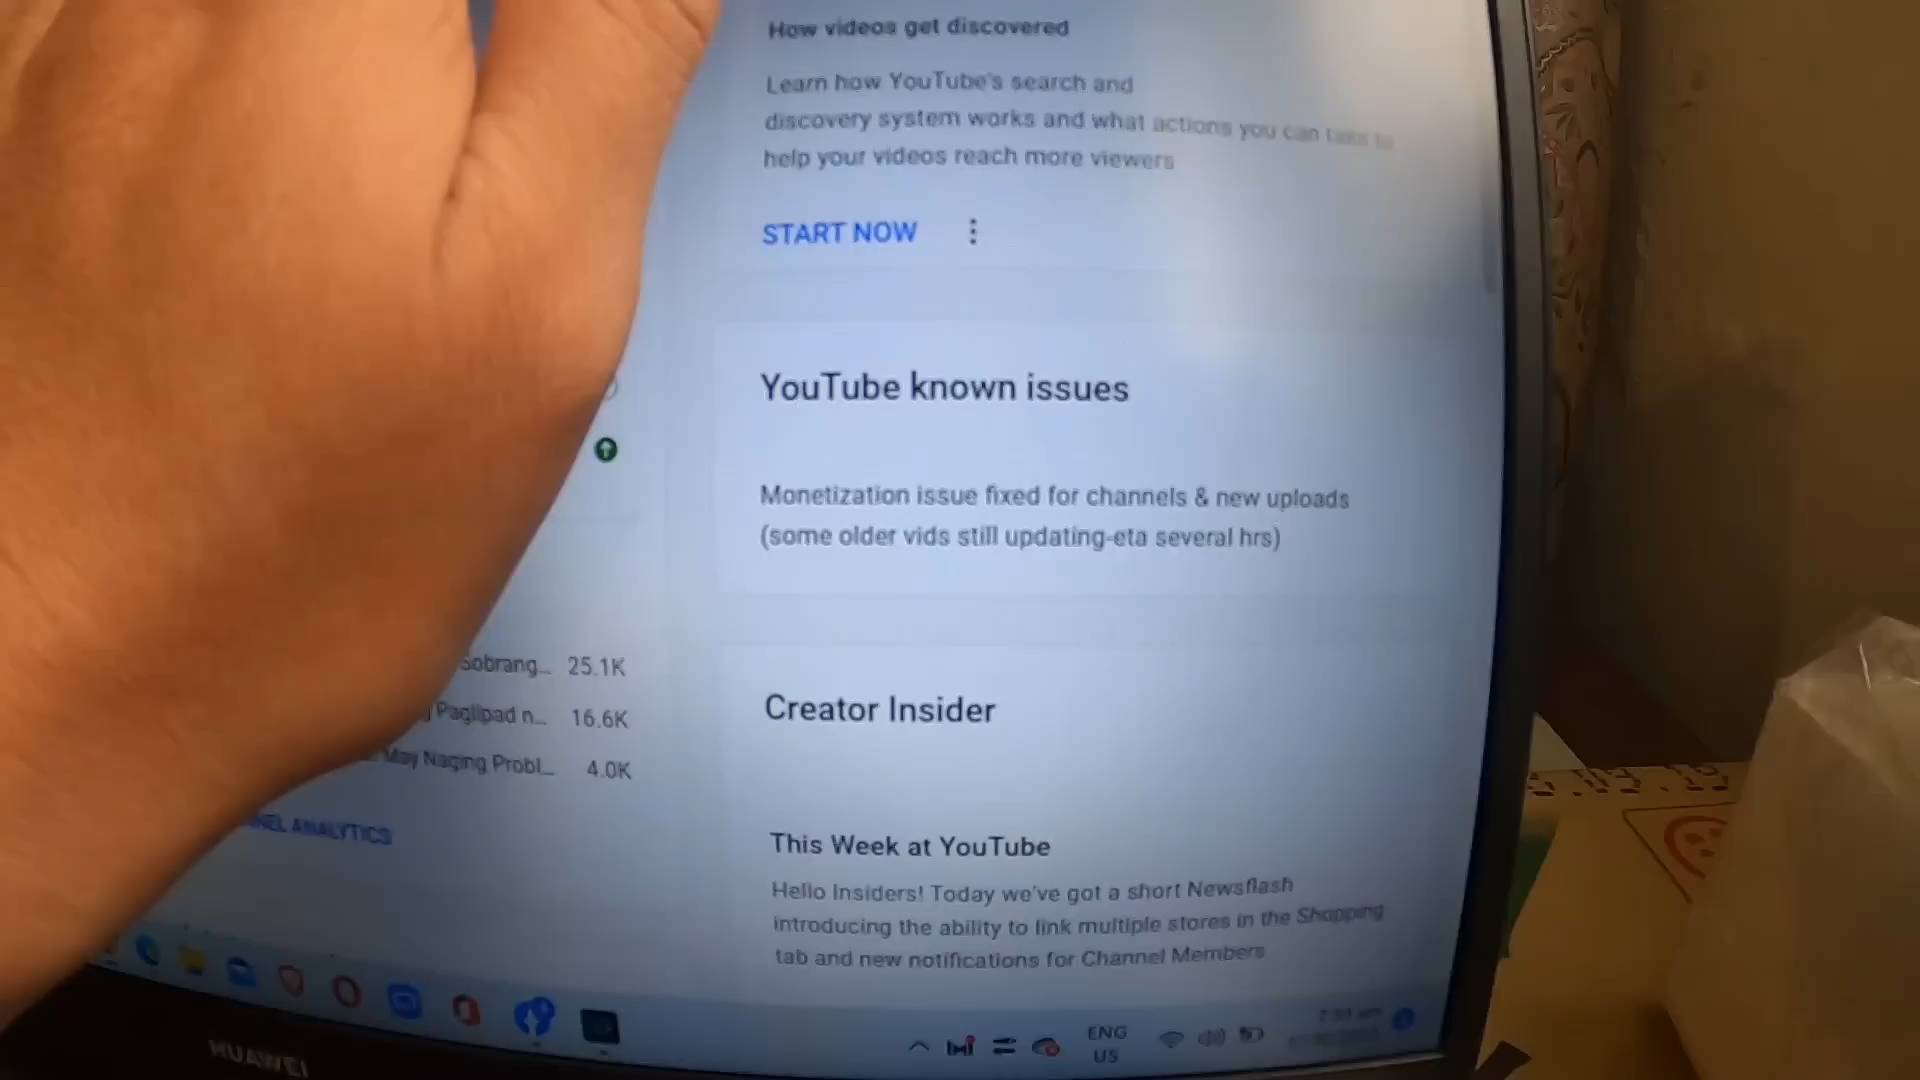 How videos get discovered
Learn how YouTube's search and
discovery system works and what actions you can take to
help your videos reach more viewers
START NOW
YouTube known issues
Monetization issue fixed for channels & new uploads
(some older vids still updating-eta several hrs)
Sobrang... 25.1K
Paglipad n... 16.6K
May Naging Probl... 4.0K
ANALYTICS
Creator Insider
This Week at YouTube
Hello Insiders! Today we've got a short Newsflash
introducing the ability to link multiple stores in the Shopping
tab and new notifications for Channel Members
ENG
US
HUAWEI